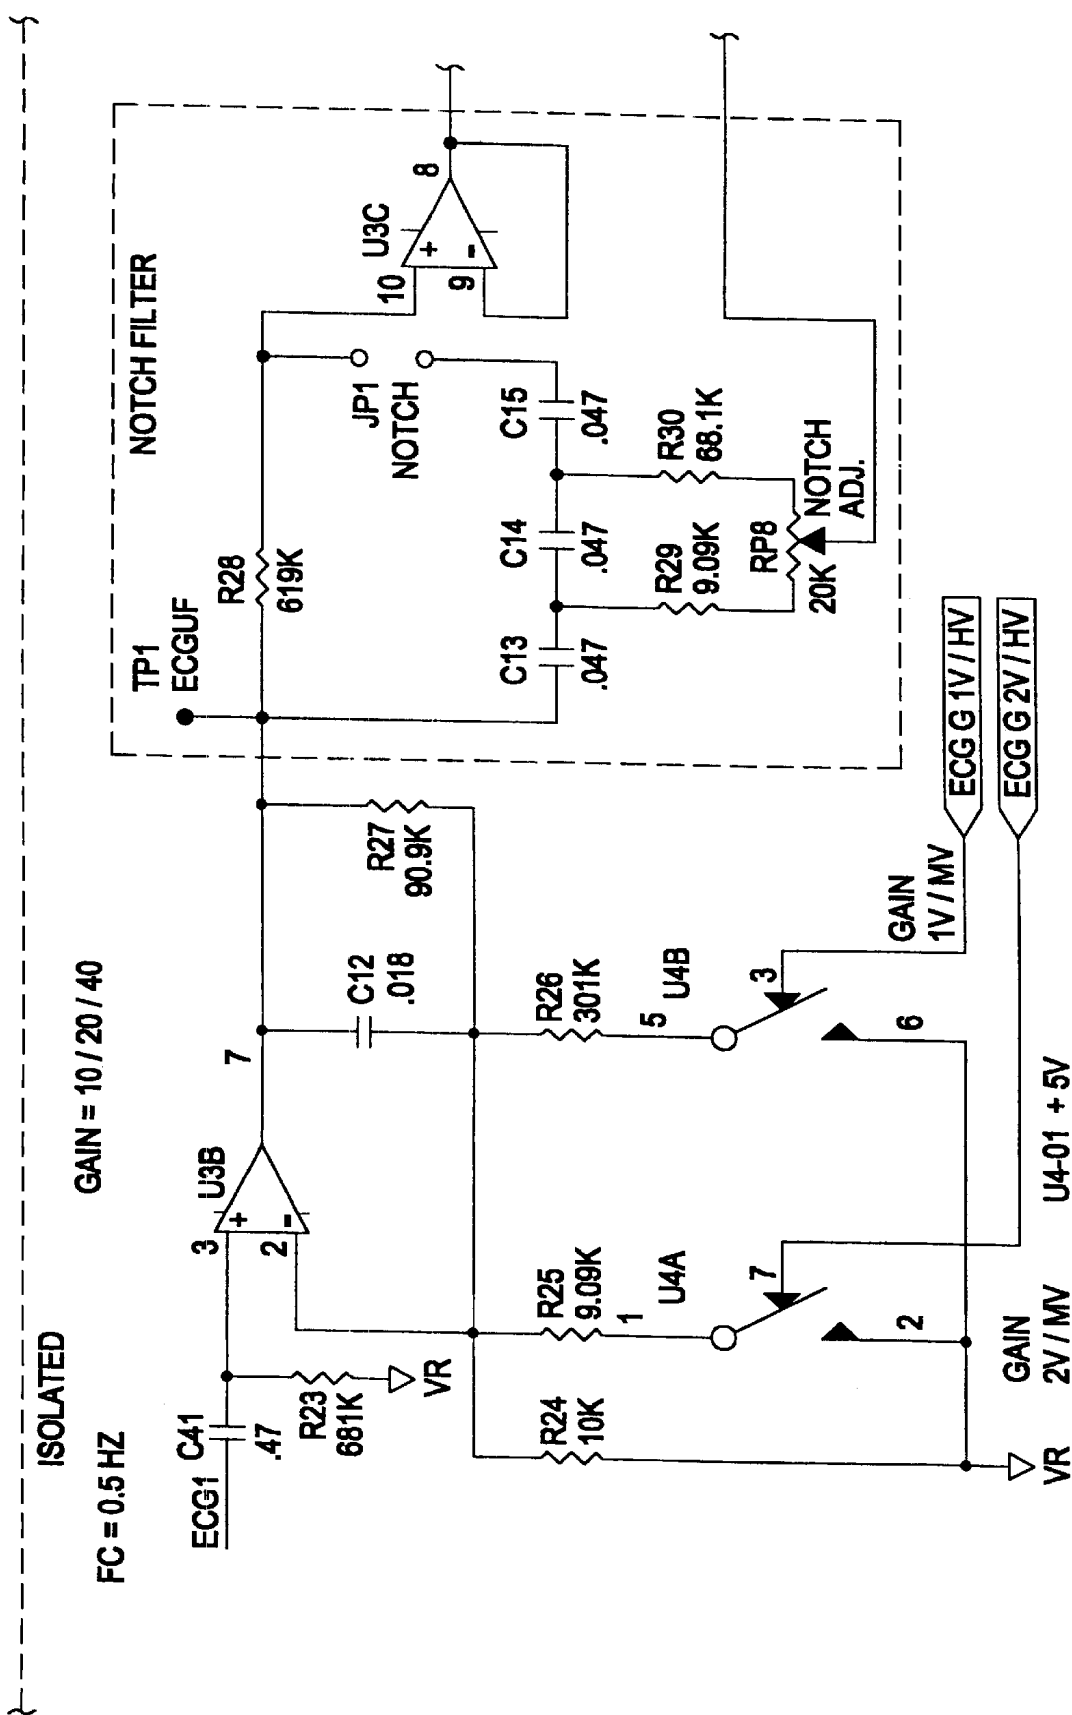 ISOLATED
FC = 0.5 HZ
GAIN = 10 / 20 / 40
NOTCH FILTER
ECG1
C41
.47
R23
681K
VR
3
2
+
-
U3B
7
C12
.018
R27
90.9K
TP1
ECGUF
R28
619K
JP1
NOTCH
10
9
+
-
U3C
8
C13
.047
C14
.047
C15
.047
R29
9.09K
R30
68.1K
RP8
20K
NOTCH
ADJ.
R24
10K
R25
9.09K
1
U4A
7
2
R26
301K
5
U4B
3
6
GAIN
1V / MV
ECG G 1V / HV
ECG G 2V / HV
VR
GAIN
2V / MV
U4-01 + 5V